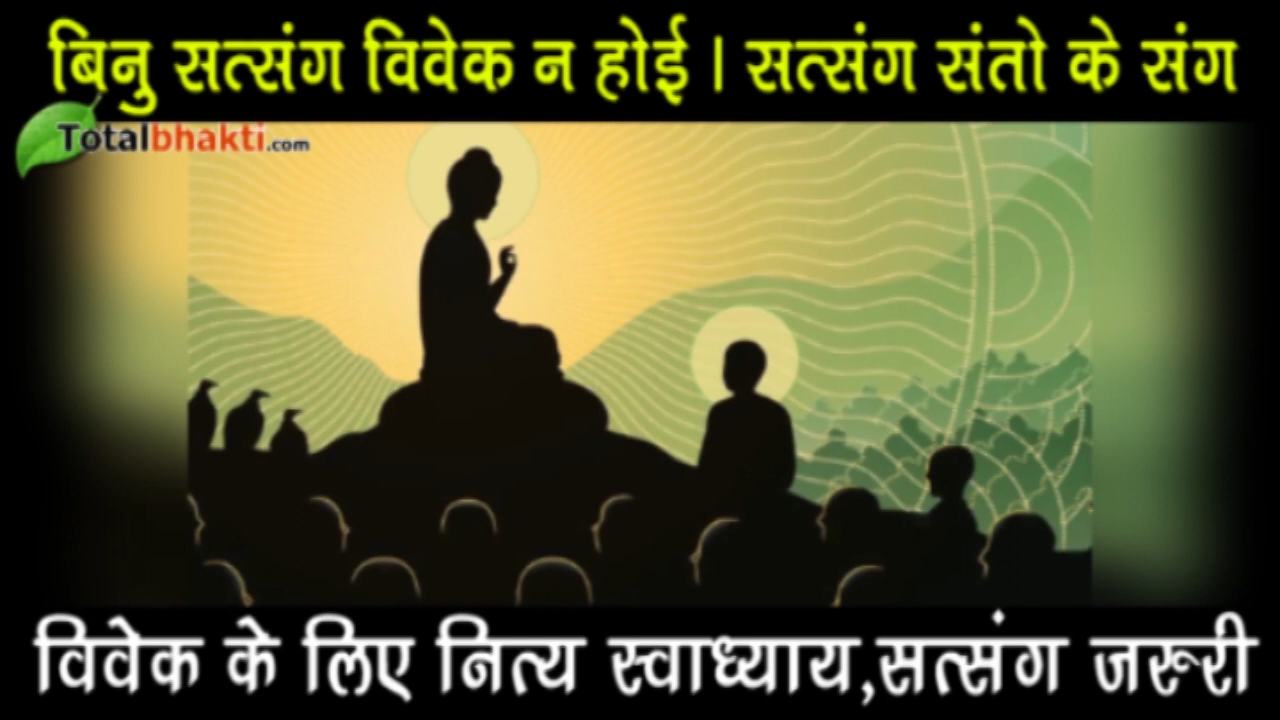 बिनु सत्संग विवेक न होई । सत्संग संतो के संग
Totalbhakti.com
विवेक के लिए नित्य स्वाध्याय,सत्संग जरूरी